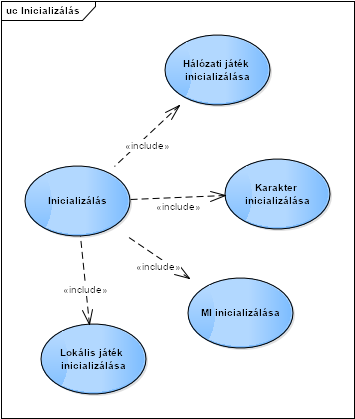 uc Inicializálás
Hálózati játék
inicializálása
«include»
Inicializálás
«include»
Karakter
inicializálása
«include»
«include»
MI inicializálása
Lokális játék
inicializálása